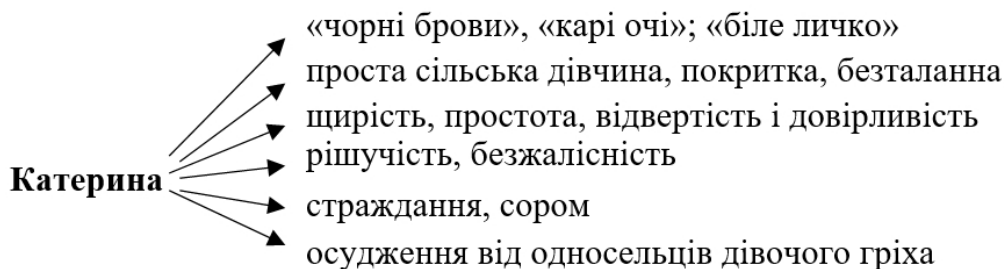 «чорні брови», «карі очі»; «біле личко»
проста сільська дівчина, покритка, безталанна
щирість, простота, відвертість і довірливість
рішучість, безжалісність
Катерина
страждання, сором
осудження від односельців дівочого гріха